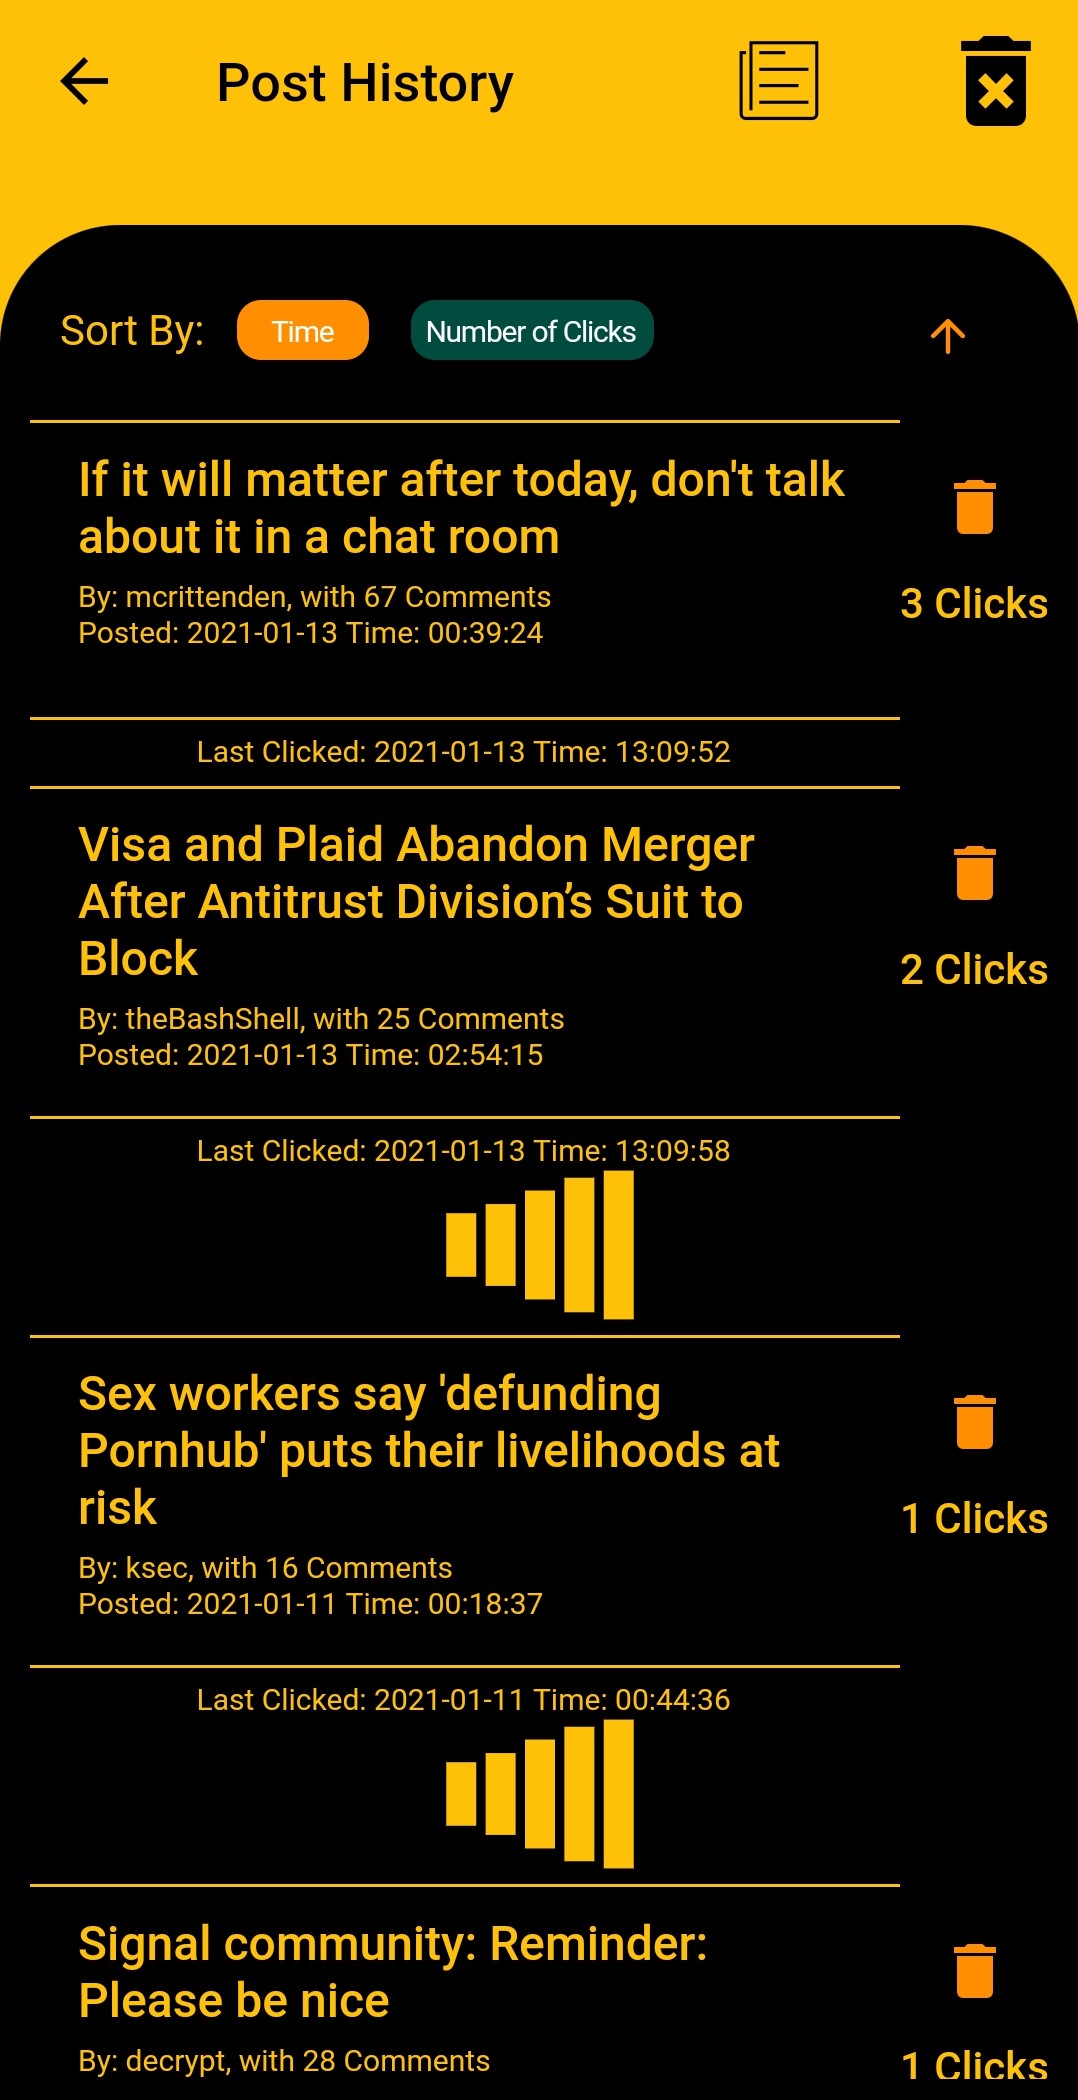 Post History
Sort By: Time Number of Clicks
If it will matter after today, don't talk
about it in a chat room
By: mcrittenden, with 67 Comments
Posted: 2021-01-13 Time: 00:39:24
3 Clicks
Last Clicked: 2021-01-13 Time: 13:09:52
Visa and Plaid Abandon Merger
After Antitrust Division’s Suit to
Block
By: theBashShell, with 25 Comments
Posted: 2021-01-13 Time: 02:54:15
2 Clicks
Last Clicked: 2021-01-13 Time: 13:09:58
Sex workers say 'defunding
Pornhub' puts their livelihoods at
risk
By: ksec, with 16 Comments
Posted: 2021-01-11 Time: 00:18:37
1 Clicks
Last Clicked: 2021-01-11 Time: 00:44:36
Signal community: Reminder:
Please be nice
By: decrypt, with 28 Comments
1 Clicks